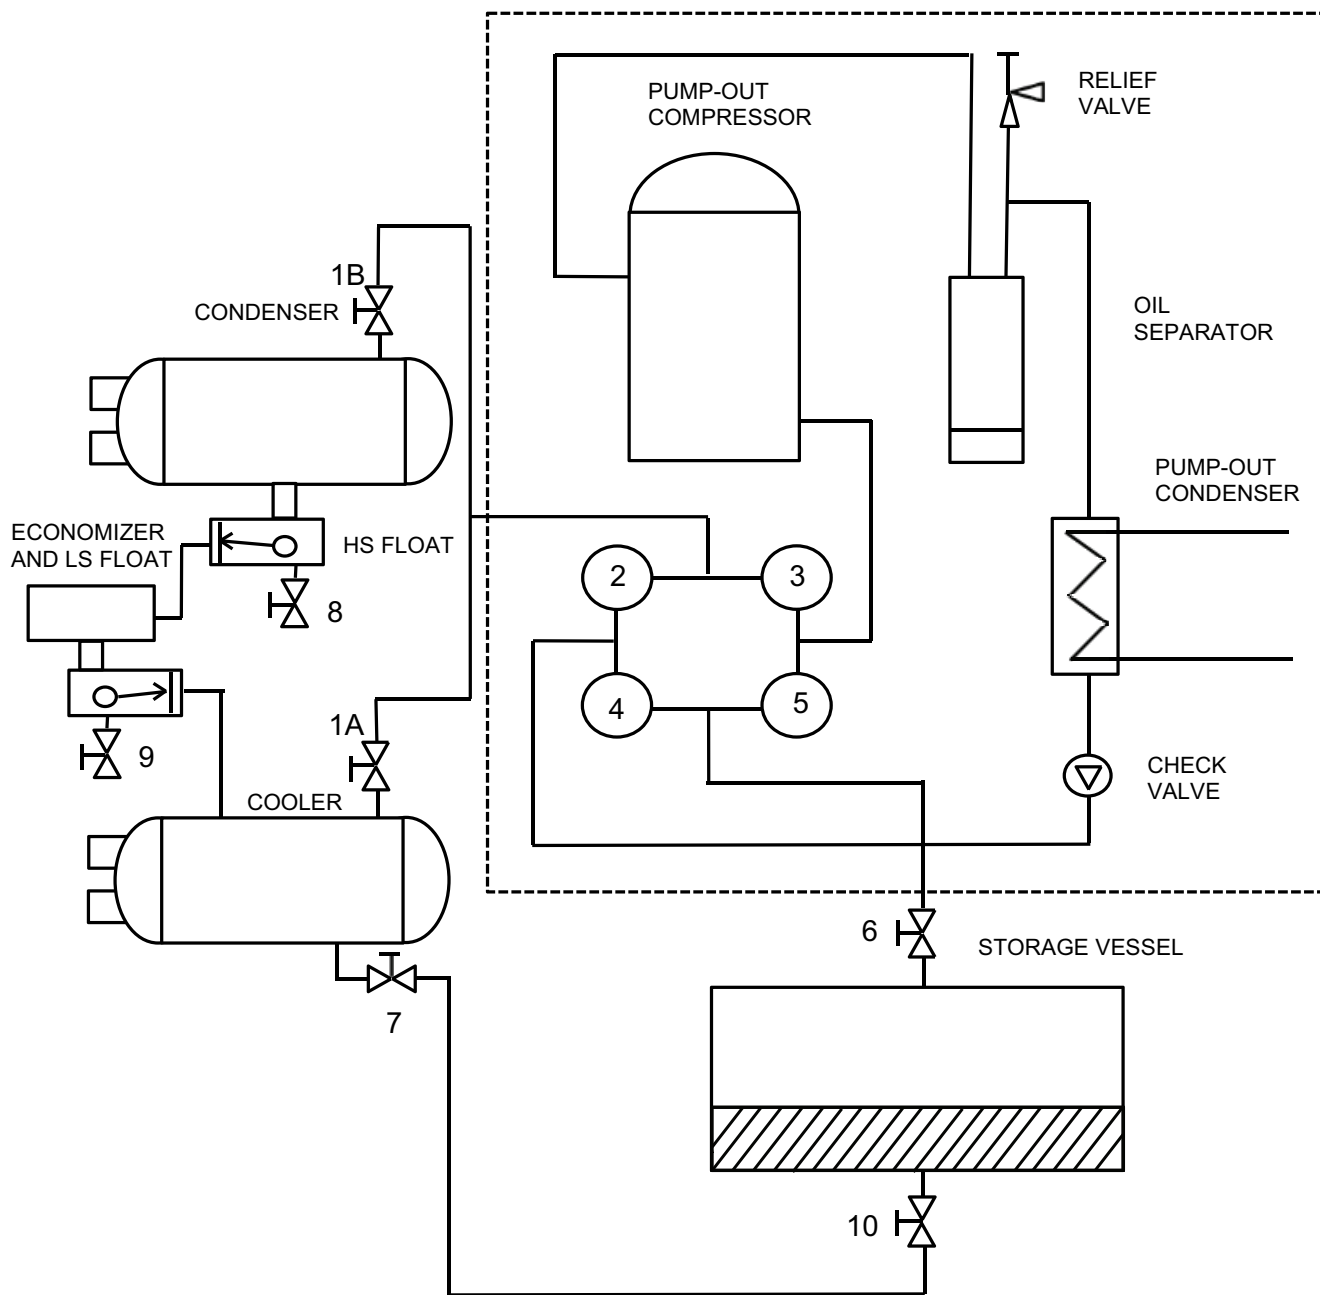 PUMP-OUT
COMPRESSOR
RELIEF
VALVE
1B
CONDENSER
OIL
SEPARATOR
PUMP-OUT
CONDENSER
ECONOMIZER
AND LS FLOAT
HS FLOAT
2
3
8
4
5
1A
9
CHECK
VALVE
COOLER
6
STORAGE VESSEL
7
10